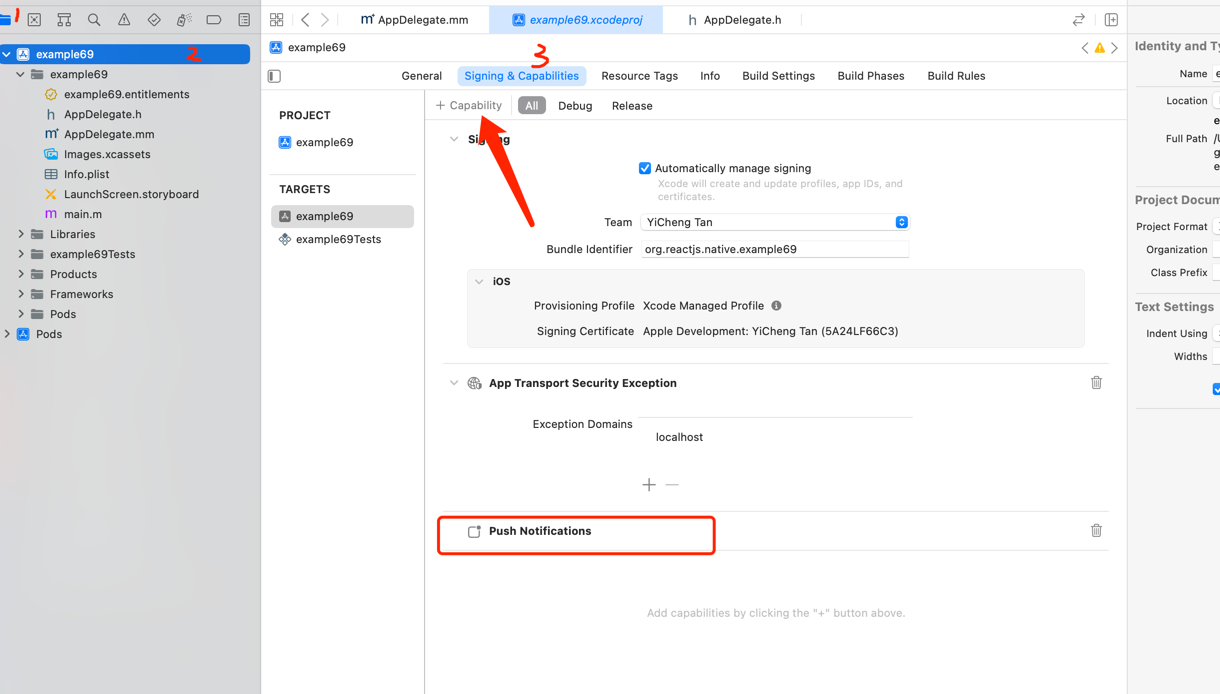 1
AppDelegate.mm
example69.xcodeproj
h AppDelegate.h
example69 2
example69
3
Identity and Ty
example69
example69.entitlements
h AppDelegate.h
m AppDelegate.mm
Images.xcassets
Info.plist
LaunchScreen.storyboard
m main.m
Libraries
example69Tests
Products
Frameworks
Pods
Pods
General Signing & Capabilities Resource Tags Info Build Settings Build Phases Build Rules
PROJECT
example69
TARGETS
example69
example69Tests
+ Capability All Debug Release
Signing
Automatically manage signing
Xcode will create and update profiles, app IDs, and
certificates.
Team YiCheng Tan
Bundle Identifier org.reactjs.native.example69
iOS
Provisioning Profile Xcode Managed Profile
Signing Certificate Apple Development: YiCheng Tan (5A24LF66C3)
App Transport Security Exception
Exception Domains
localhost
Push Notifications
Add capabilities by clicking the "+" button above.
Name
Location
Full Path
Project Docum
Project Format
Organization
Class Prefix
Text Settings
Indent Using
Widths